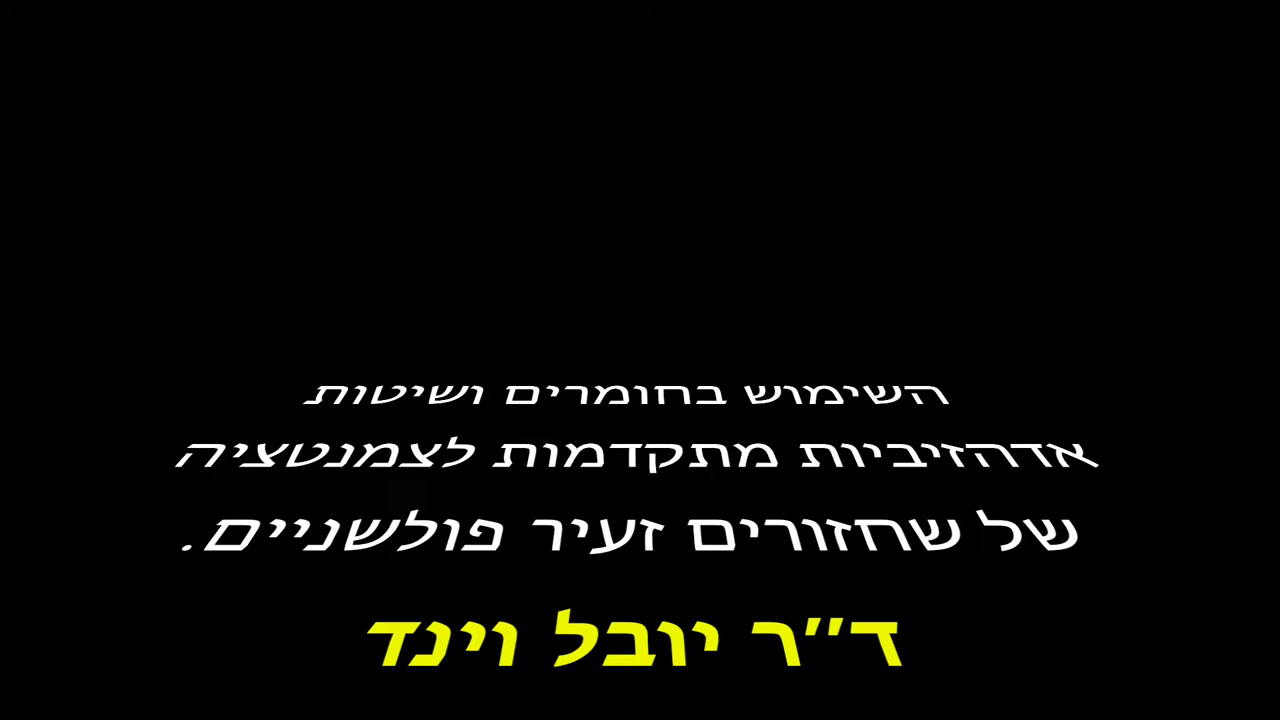 השימוש בחומרים ושיטות
אדהזיביות מתקדמות לצמנטציה
של שחזורים זעיר פולשניים.
ד״ר יובל וינד